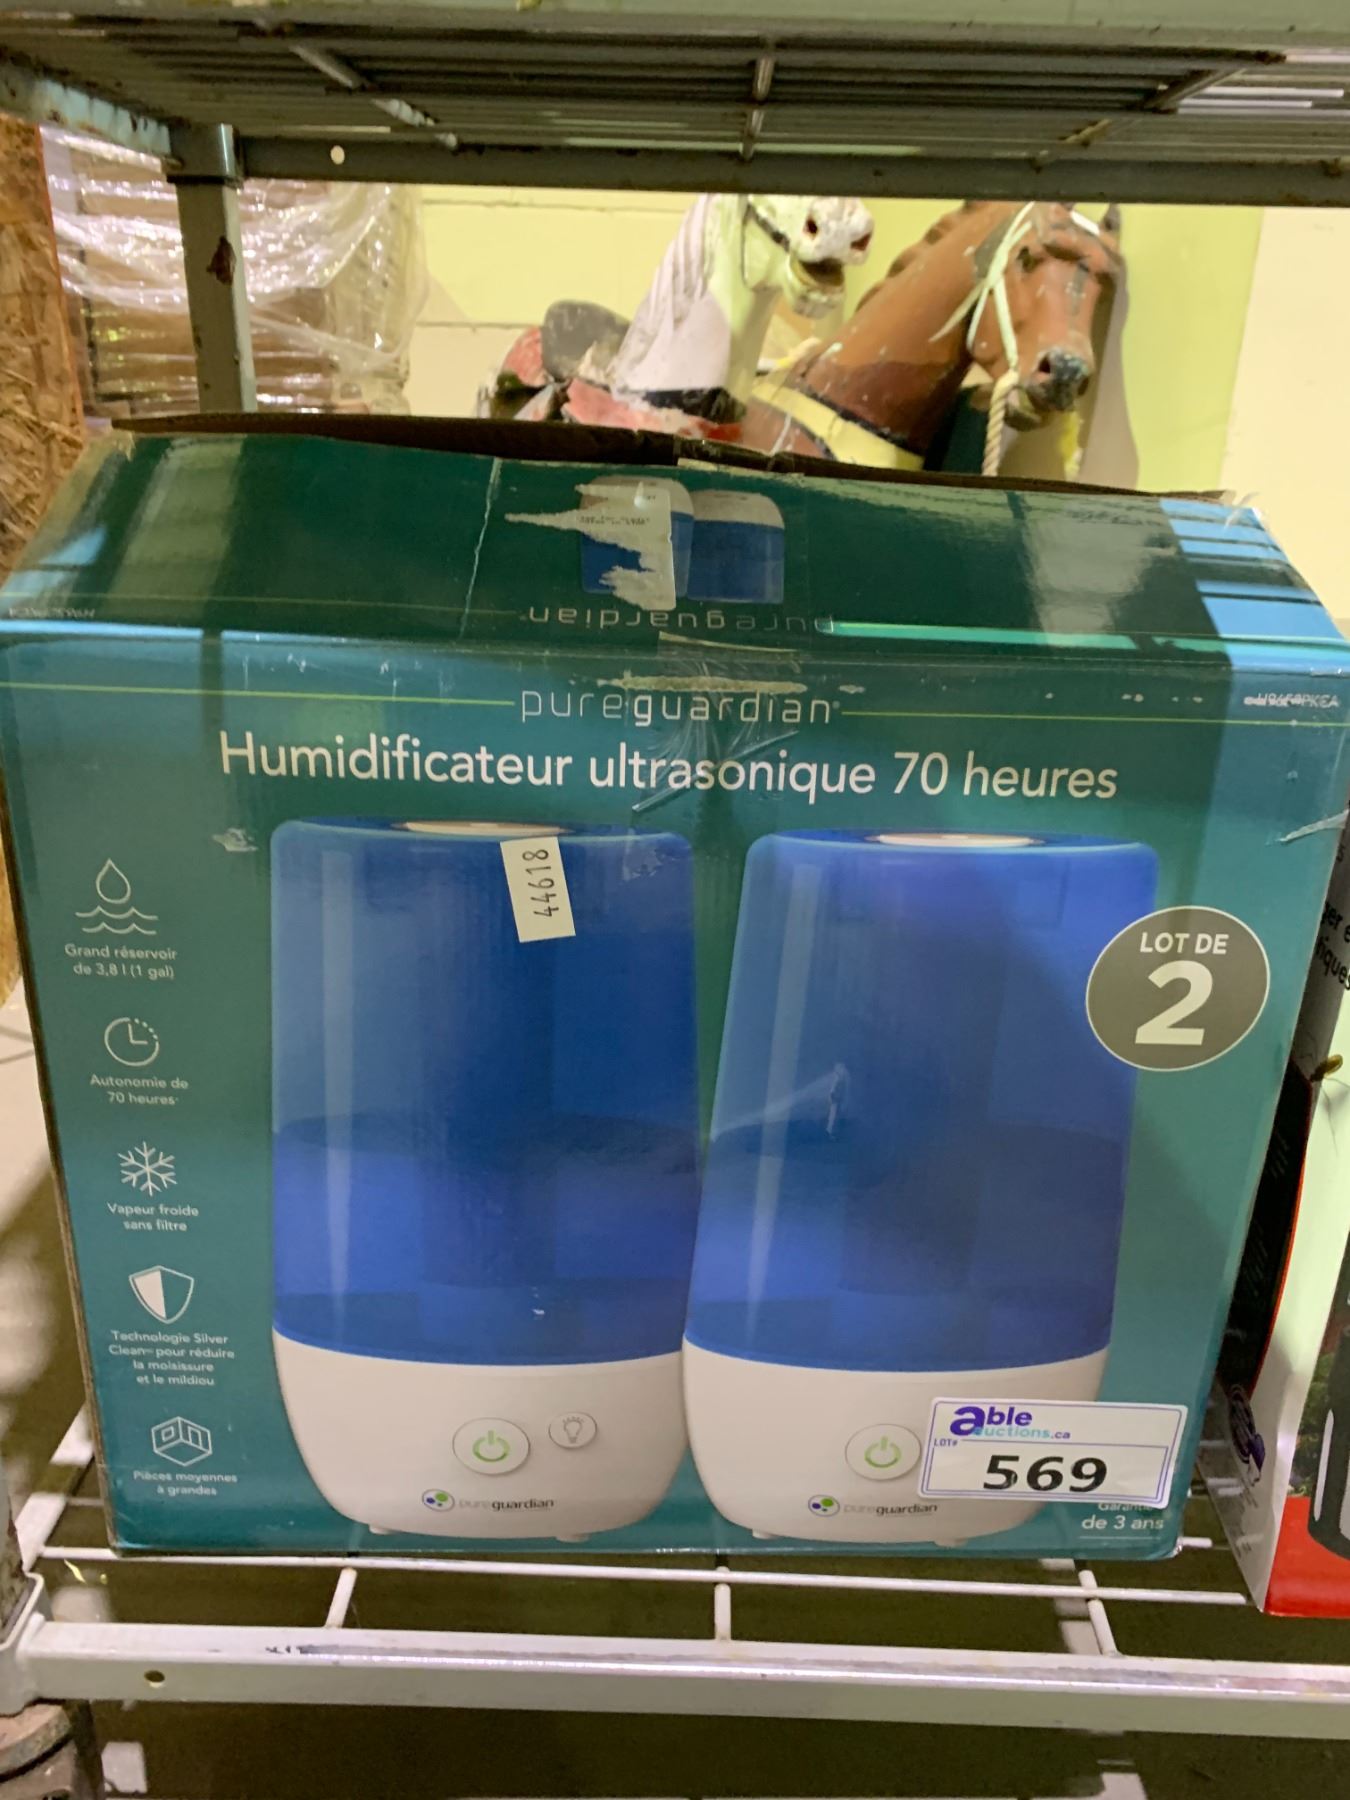 pureguardian
pureguardian®
Humidificateur ultrasonique 70 heures
44618
Grand réservoir
de 3,8 l (1 gal)
LOT DE
2
Autonomie de
70 heures
Vapeur froide
sans filtre
Technologie Silver
Clean pour réduire
la moisissure
et le mildiou
Pièces moyennes
à grandes
able
auctions.ca
LOT#
569
pureguardian
pureguardian
Garantie
de 3 ans